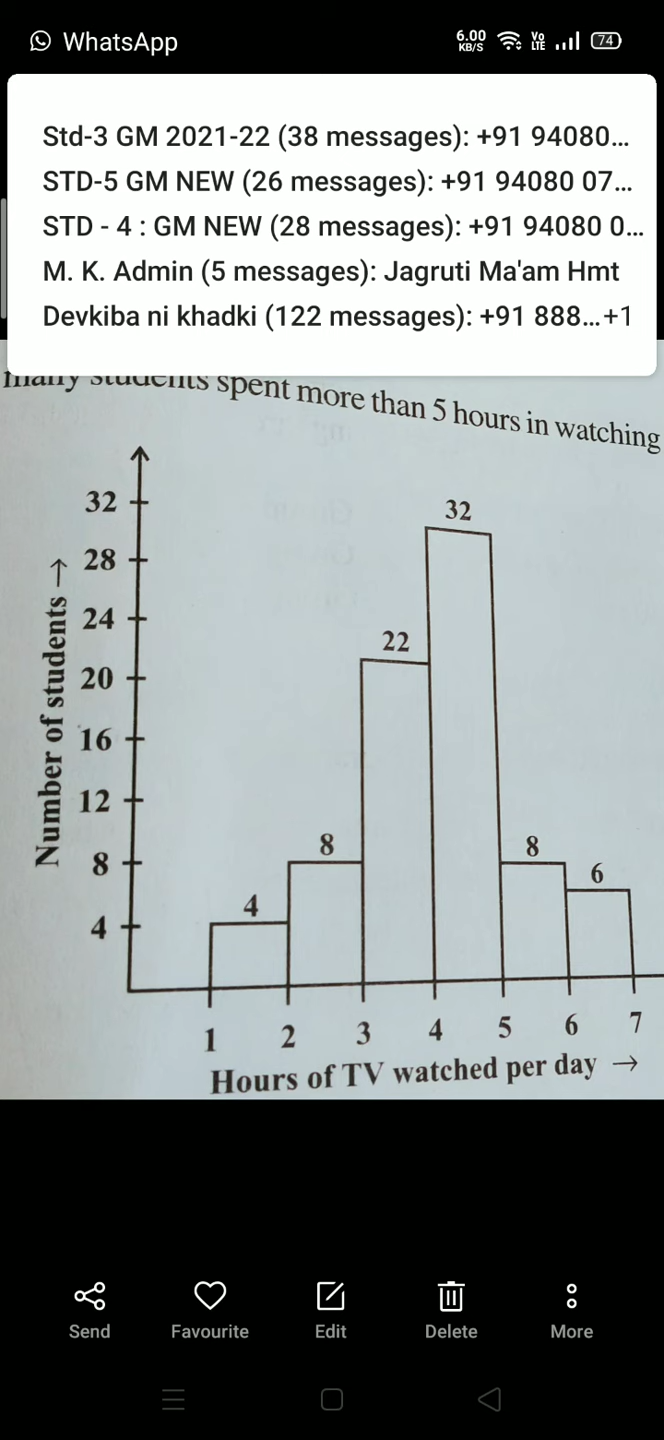 WhatsApp
6.00 KB/S Vo LTE 74
Std-3 GM 2021-22 (38 messages): +91 94080...
STD-5 GM NEW (26 messages): +91 94080 07...
STD - 4 : GM NEW (28 messages): +91 94080 0...
M. K. Admin (5 messages): Jagruti Ma'am Hmt
Devkiba ni khadki (122 messages): +91 888...+1
many students spent more than 5 hours in watching
32
32
28
24
22
20
16
12
8
8
8
6
4
4
Number of students →
1 2 3 4 5 6 7
Hours of TV watched per day →
Send Favourite Edit Delete More